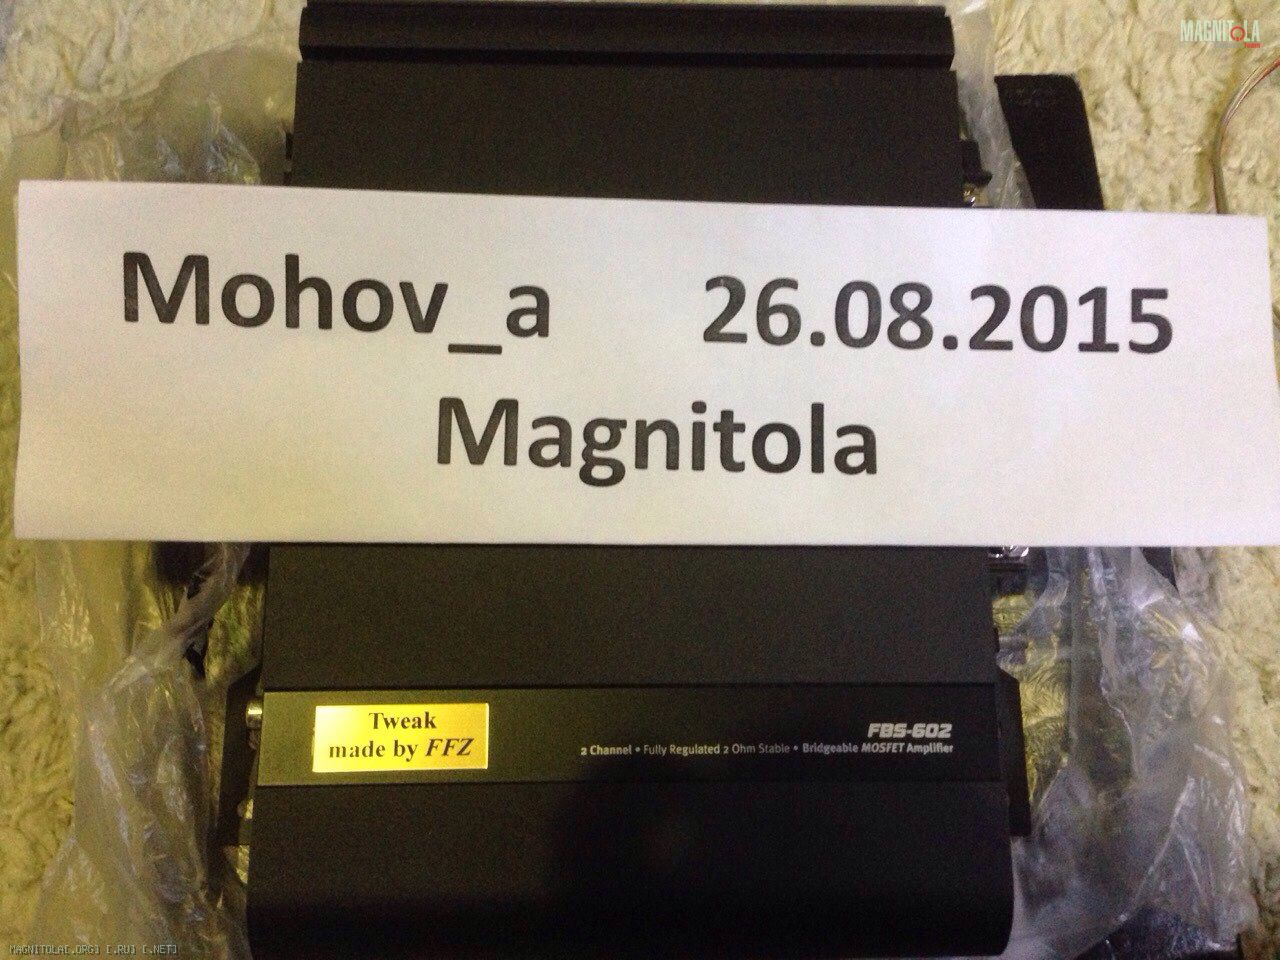 MAGNITOLA
Mohov_a 26.08.2015
Magnitola
Tweak
made by FFZ
FBS-602
2 Channel • Fully Regulated 2 Ohm Stable • Bridgeable MOSFET Amplifier
MAGNITOLA[.ORG] [.RU] [.NET]